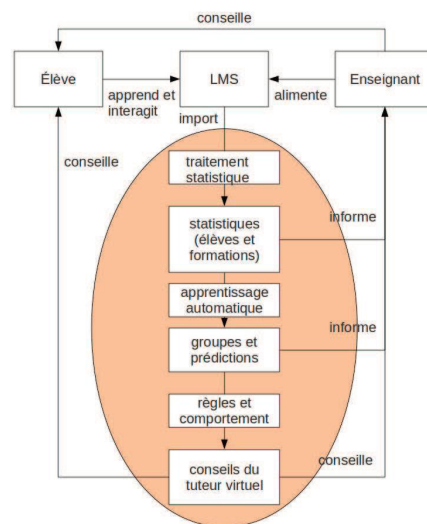 conseille
Élève
LMS
Enseignant
apprend et
interagit
alimente
import
conseille
traitement
statistique
statistiques
(élèves et
formations)
informe
apprentissage
automatique
groupes et
prédictions
informe
règles et
comportement
conseils du
tuteur virtuel
conseille